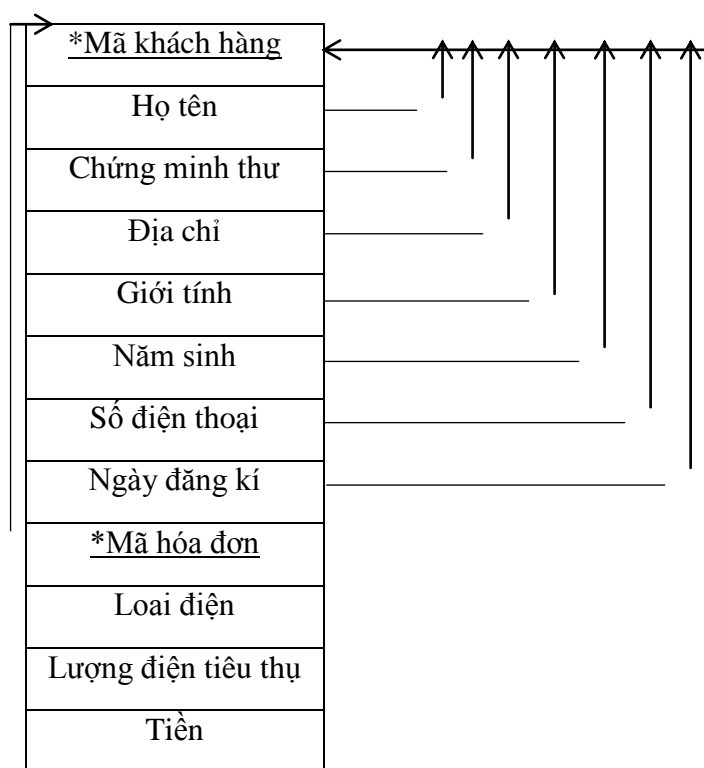 *Mã khách hàng
Họ tên
Chứng minh thư
Địa chỉ
Giới tính
Năm sinh
Số điện thoại
Ngày đăng kí
*Mã hóa đơn
Loai điện
Lượng điện tiêu thụ
Tiền